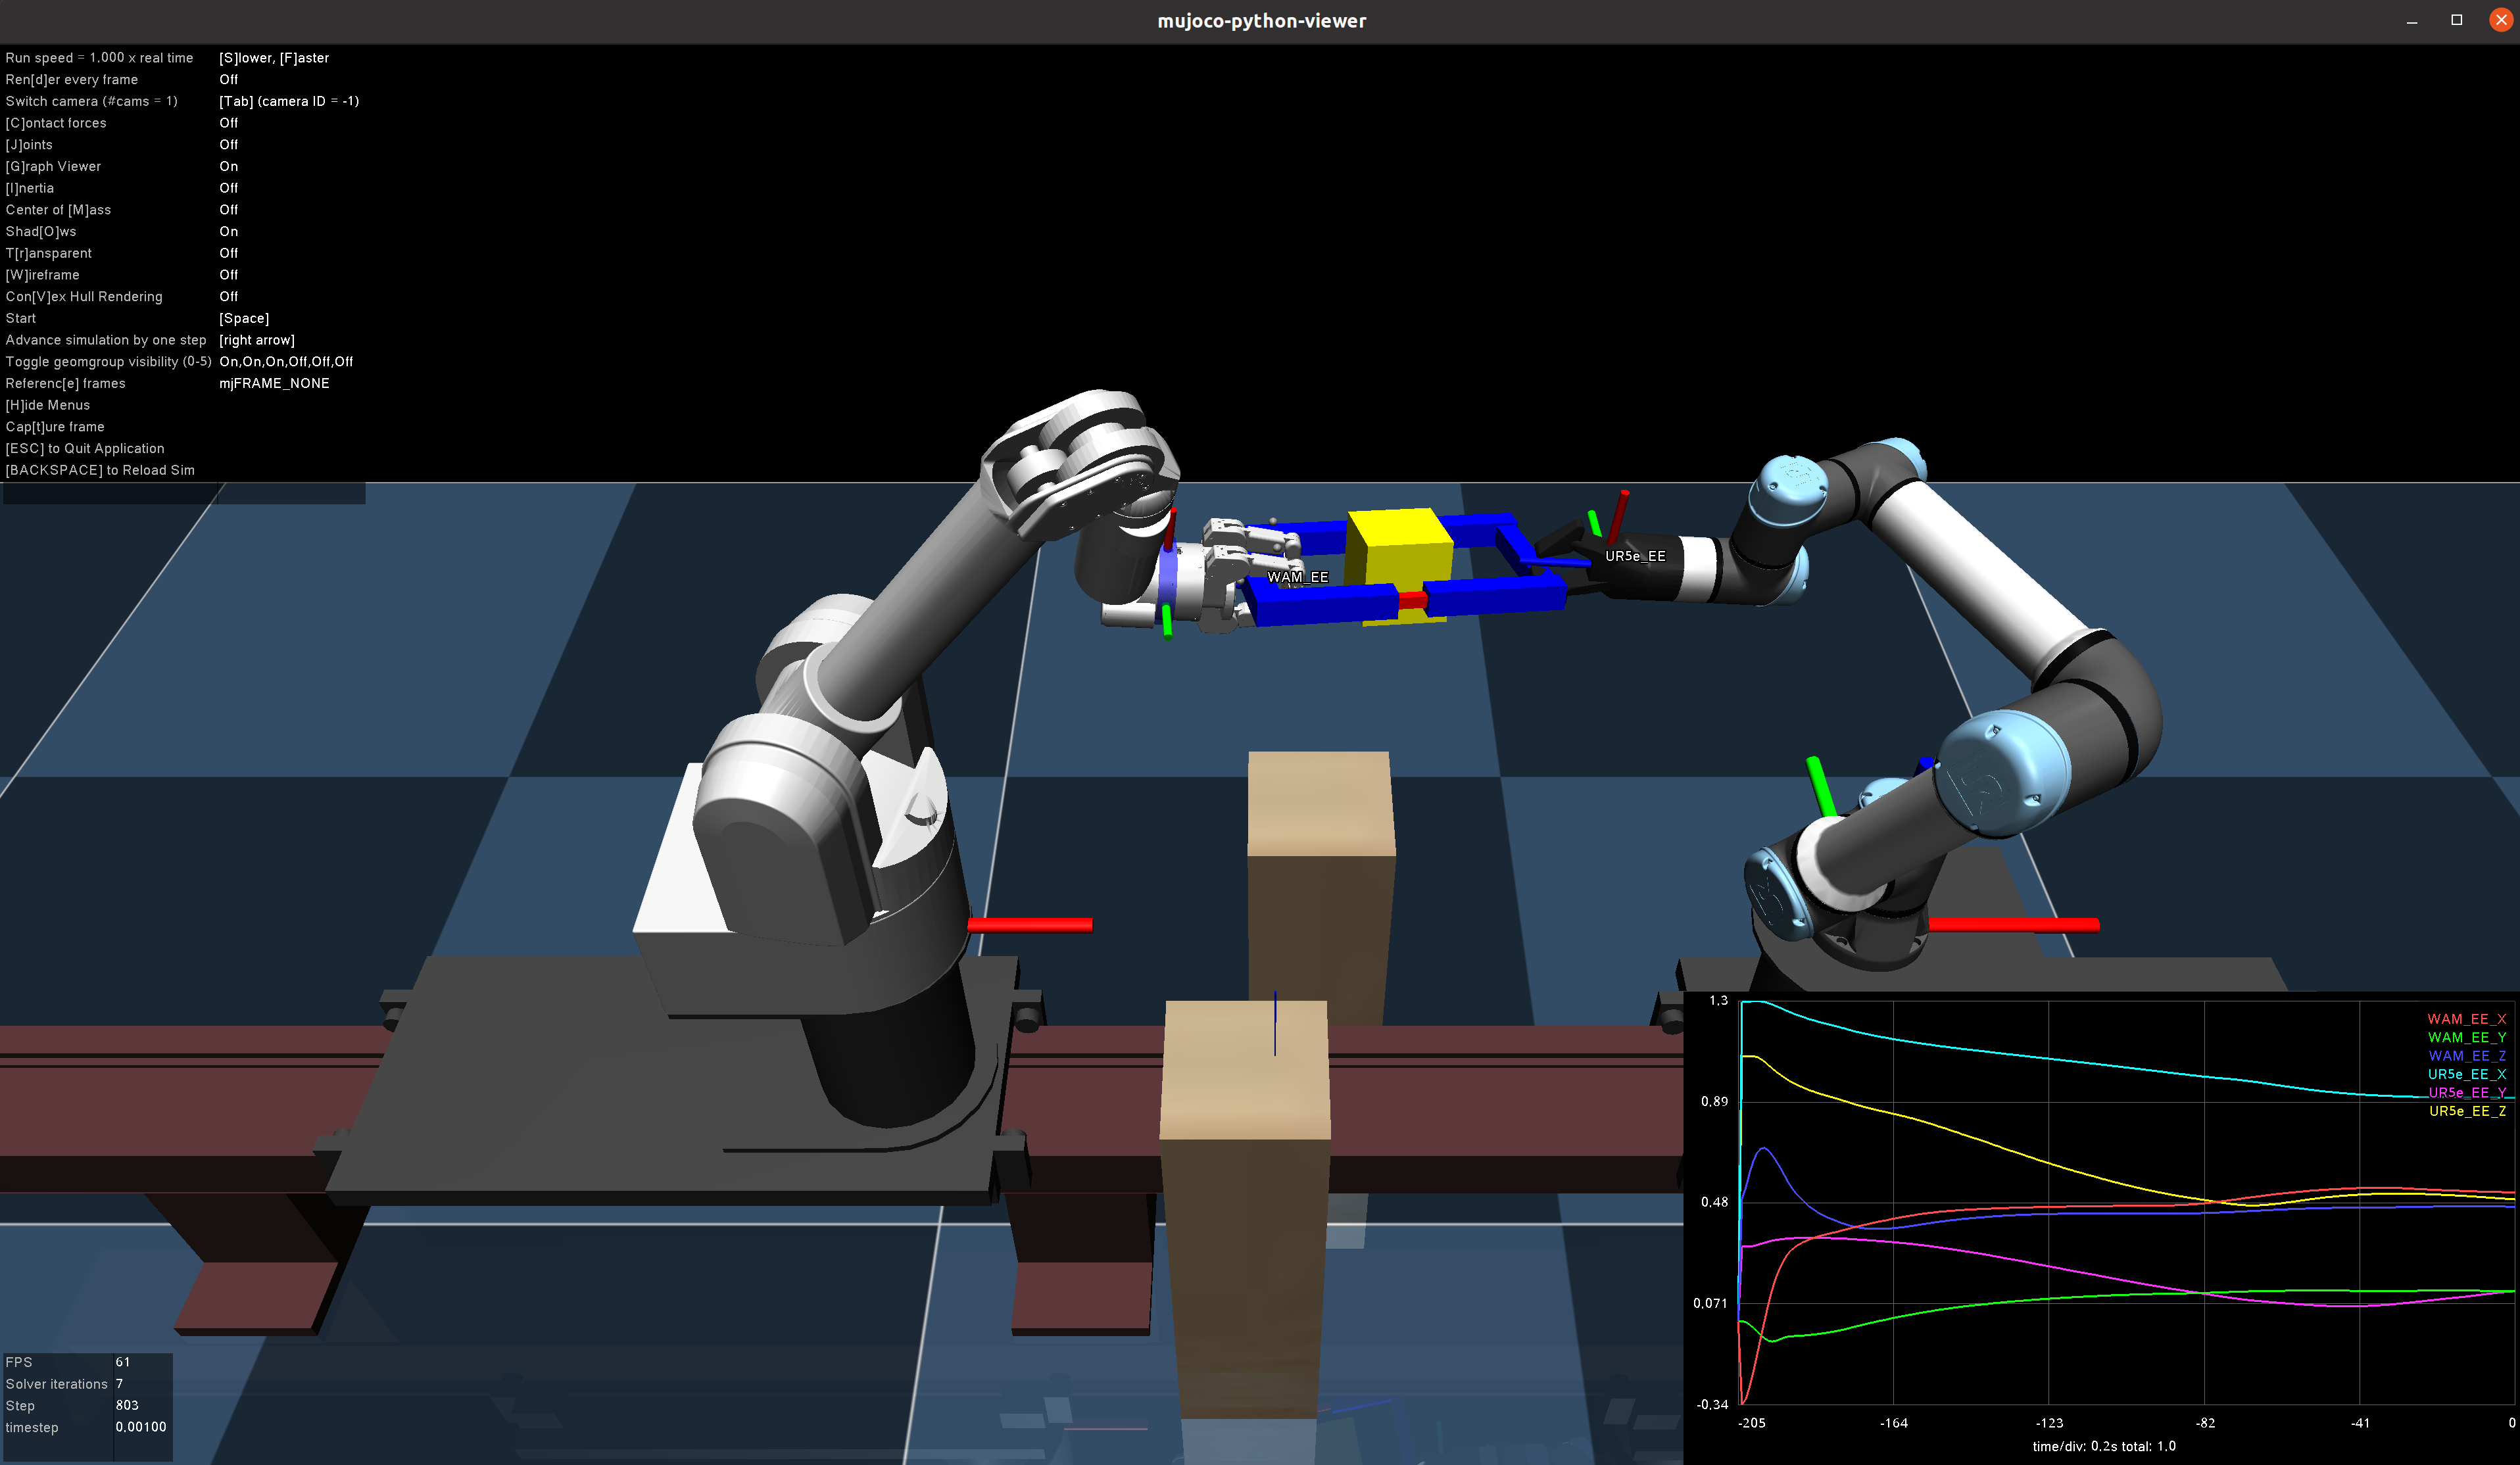 mujoco-python-viewer
Run speed = 1.000 x real time [S]lower, [F]aster
Ren[d]er every frame Off
Switch camera (#cams = 1) [Tab] (camera ID = -1)
[C]ontact forces Off
[J]oints Off
[G]raph Viewer On
[I]nertia Off
Center of [M]ass Off
Shad[O]ws On
T[r]ansparent Off
[W]ireframe Off
Con[V]ex Hull Rendering Off
Start [Space]
Advance simulation by one step [right arrow]
Toggle geomgroup visibility (0-5) On,On,On,Off,Off,Off
Referenc[e] frames mjFRAME_NONE
[H]ide Menus
Cap[t]ure frame
[ESC] to Quit Application
[BACKSPACE] to Reload Sim
UR5e_EE
WAM_EE
1.3
WAM_EE_X
WAM_EE_Y
WAM_EE_Z
UR5e_EE_X
UR5e_EE_Y
UR5e_EE_Z
0.89
0.48
0.071
-0.34
-205 -164 -123 -82 -41 0
time/div: 0.2s total: 1.0
FPS 61
Solver iterations 7
Step 803
timestep 0.00100